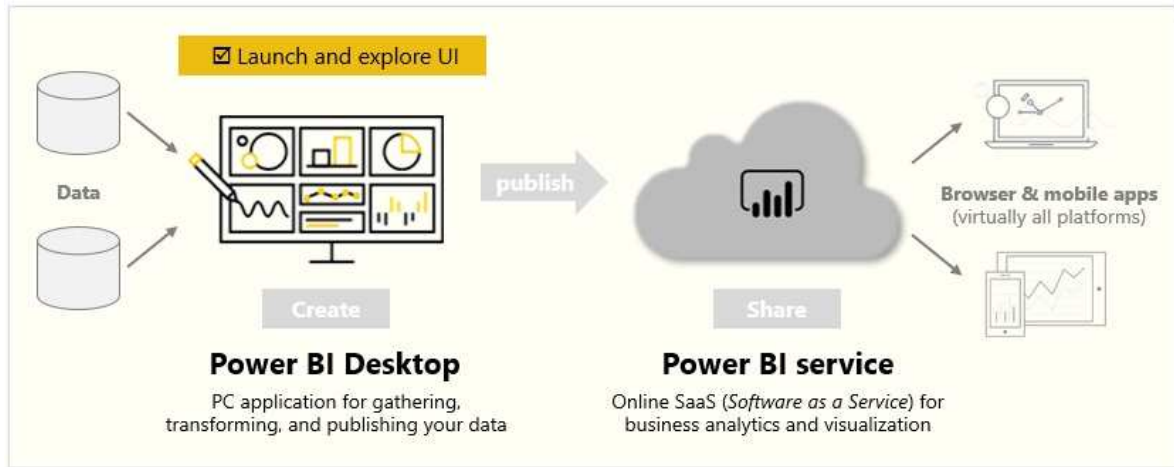 ☑ Launch and explore UI
Data
publish
Browser & mobile apps
(virtually all platforms)
Create
Share
Power BI Desktop
PC application for gathering,
transforming, and publishing your data
Power BI service
Online SaaS (Software as a Service) for
business analytics and visualization